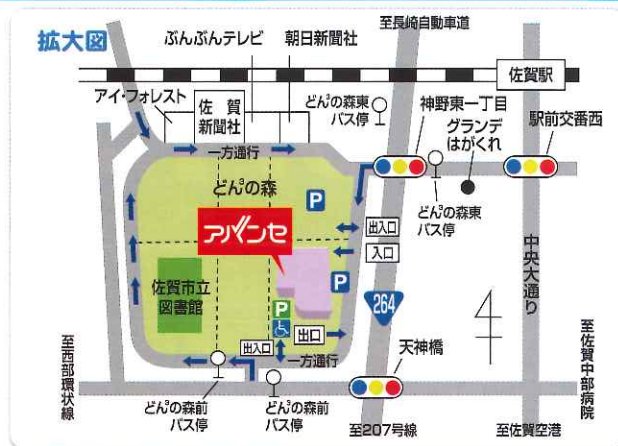 拡大図
ぶんぶんテレビ
朝日新聞社
至長崎自動車道
佐賀駅
アイ・フォレスト
佐賀
新聞社
どん³の森東
バス停
神野東一丁目
グランデ
はがくれ
駅前交番西
一方通行
どん³の森
P
どん³の森東
バス停
アバンセ
出入口
入口
中央大通り
佐賀市立
図書館
P
264
P
出入口
出口
一方通行
天神橋
至西部環状線
至佐賀中部病院
どん³の森前
バス停
どん³の森前
バス停
至207号線
至佐賀空港